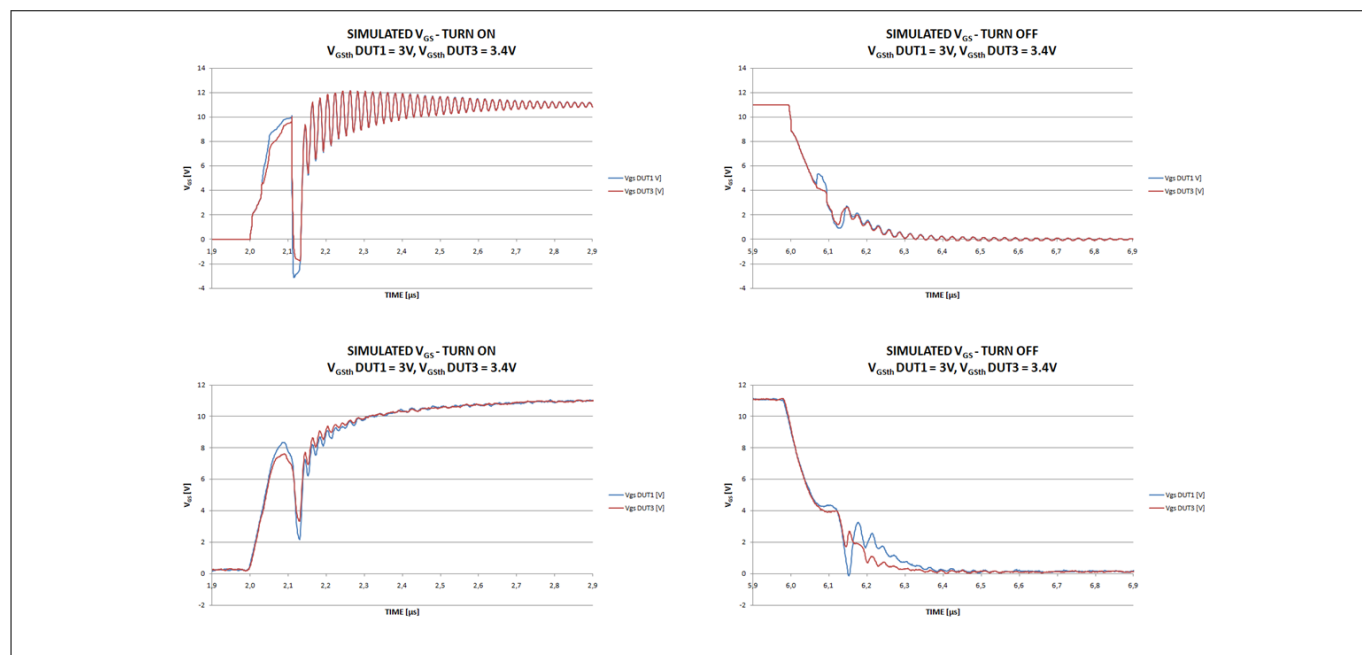 SIMULATED VGS - TURN ON
VGSth DUT1 = 3V, VGSth DUT3 = 3.4V
14
12
10
8
6
4
2
0
-2
-4
VGS [V]
1,9 2,0 2,1 2,2 2,3 2,4 2,5 2,6 2,7 2,8 2,9
TIME [µs]
Vgs DUT1 V]
Vgs DUT3 [V]
SIMULATED VGS - TURN OFF
VGSth DUT1 = 3V, VGSth DUT3 = 3.4V
14
12
10
8
6
4
2
0
-2
-4
VGS [V]
5,9 6,0 6,1 6,2 6,3 6,4 6,5 6,6 6,7 6,8 6,9
TIME [µs]
Vgs DUT1 V]
Vgs DUT3 [V]
SIMULATED VGS - TURN ON
VGSth DUT1 = 3V, VGSth DUT3 = 3.4V
12
10
8
6
4
2
0
-2
VGS [V]
1,9 2,0 2,1 2,2 2,3 2,4 2,5 2,6 2,7 2,8 2,9
TIME [µs]
Vgs DUT1 [V]
Vgs DUT3 [V]
SIMULATED VGS - TURN OFF
VGSth DUT1 = 3V, VGSth DUT3 = 3.4V
12
10
8
6
4
2
0
-2
VGS [V]
5,9 6,0 6,1 6,2 6,3 6,4 6,5 6,6 6,7 6,8 6,9
TIME [µs]
Vgs DUT1 [V]
Vgs DUT3 [V]